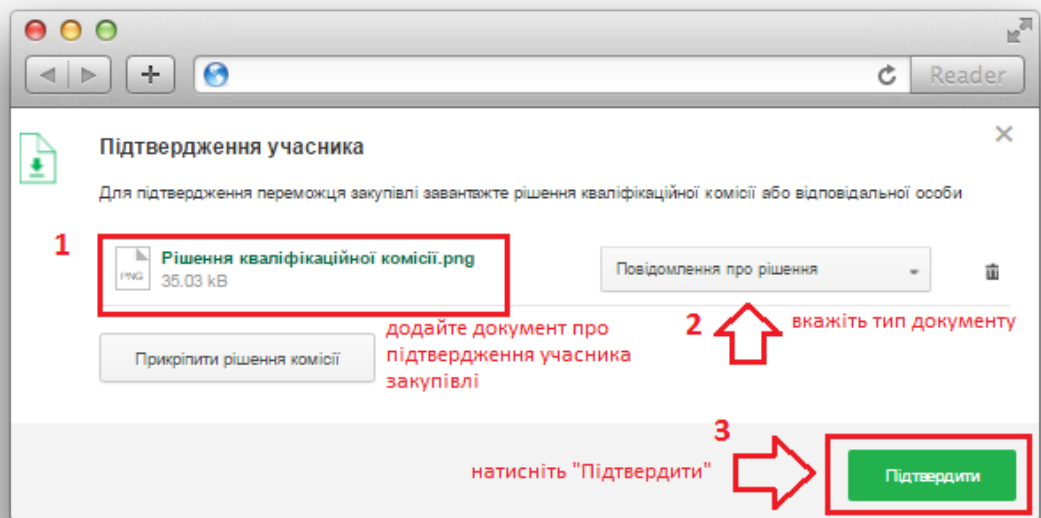 Reader
Підтвердження учасника
Для підтвердження переможця закупівлі завантажте рішення кваліфікаційної комісії або відповідальної особи
1
PNG
Рішення кваліфікаційної комісії.png
35.03 kB
Повідомлення про рішення
2
вкажіть тип документу
Прикріпити рішення комісії
додайте документ про
підтвердження учасника
закупівлі
3
натисніть "Підтвердити"
Підтвердити